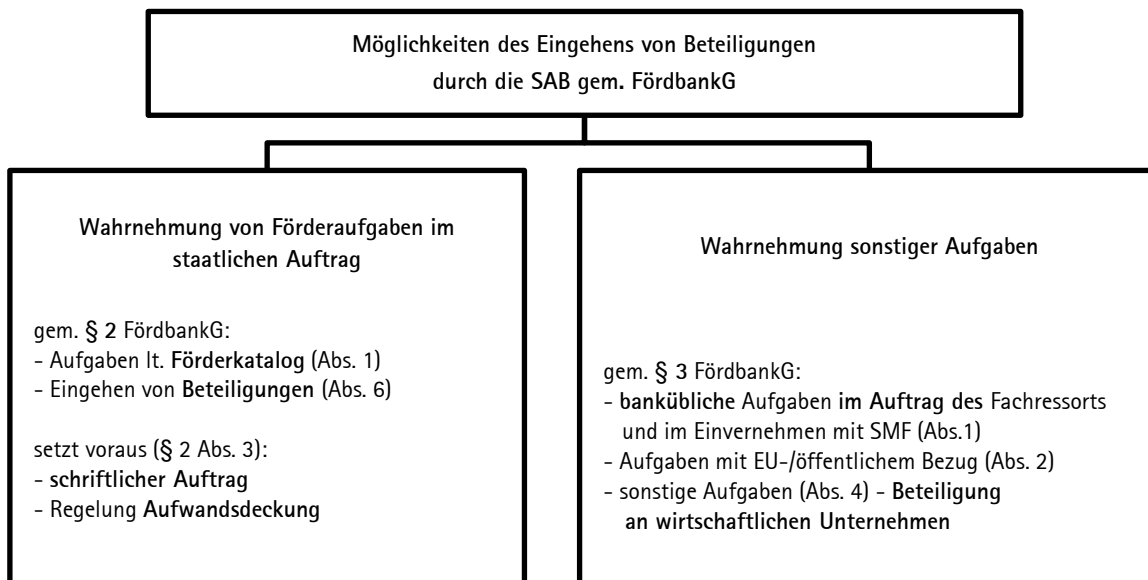 Möglichkeiten des Eingehens von Beteiligungen
durch die SAB gem. FördbankG
Wahrnehmung von Förderaufgaben im
staatlichen Auftrag
gem. § 2 FördbankG:
- Aufgaben lt. Förderkatalog (Abs. 1)
- Eingehen von Beteiligungen (Abs. 6)
setzt voraus (§ 2 Abs. 3):
- schriftlicher Auftrag
- Regelung Aufwandsdeckung
Wahrnehmung sonstiger Aufgaben
gem. § 3 FördbankG:
- bankübliche Aufgaben im Auftrag des Fachressorts
und im Einvernehmen mit SMF (Abs.1)
- Aufgaben mit EU-/öffentlichem Bezug (Abs. 2)
- sonstige Aufgaben (Abs. 4) - Beteiligung
an wirtschaftlichen Unternehmen